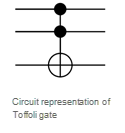 Circuit representation of
Toffoli gate